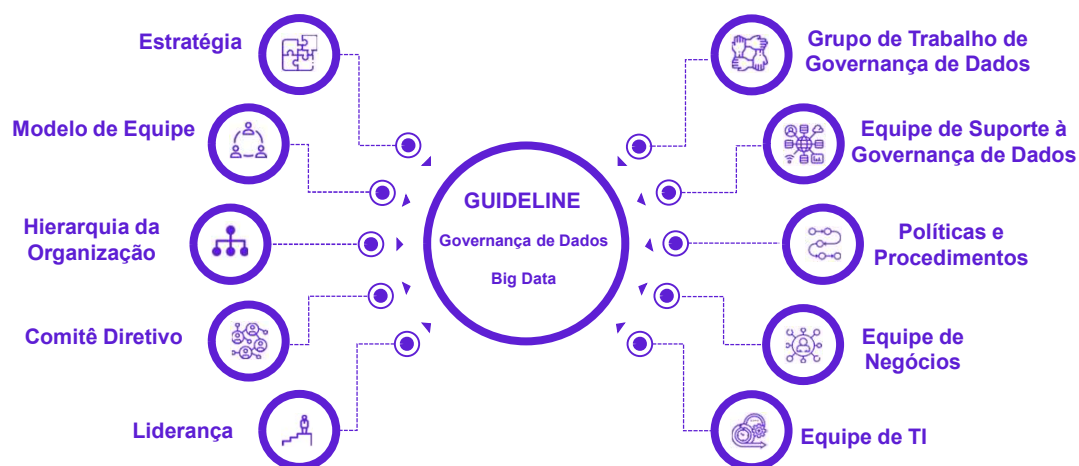 Estratégia
Modelo de Equipe
Hierarquia da
Organização
Comitê Diretivo
Liderança
GUIDELINE
Governança de Dados
Big Data
Grupo de Trabalho de
Governança de Dados
Equipe de Suporte à
Governança de Dados
Políticas e
Procedimentos
Equipe de
Negócios
Equipe de TI